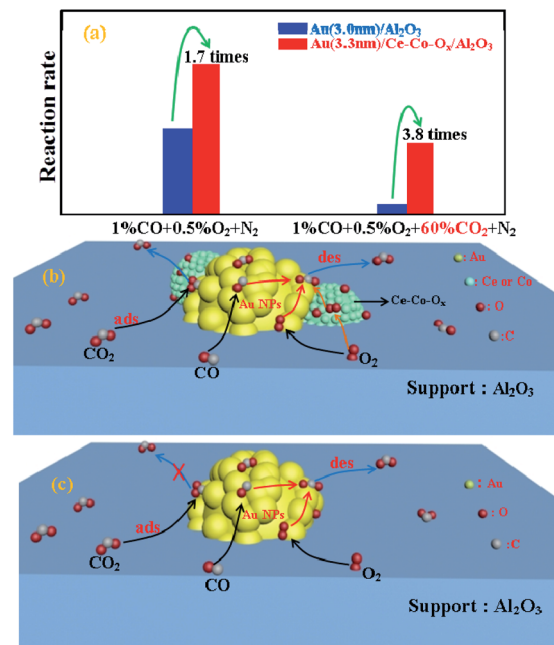 (a)
Au(3.0nm)/Al₂O₃
Au(3.3nm)/Ce-Co-Oₓ/Al₂O₃
1.7 times
3.8 times
Reaction rate
1%CO+0.5%O₂+N₂
1%CO+0.5%O₂+60%CO₂+N₂
(b)
des
: Au
: Ce or Co
Au NPs
Ce-Co-Oₓ
: O
ads
: C
CO₂
CO
O₂
Support : Al₂O₃
(c)
des
X
: Au
Au NPs
: O
ads
:C
CO₂
CO
O₂
Support : Al₂O₃